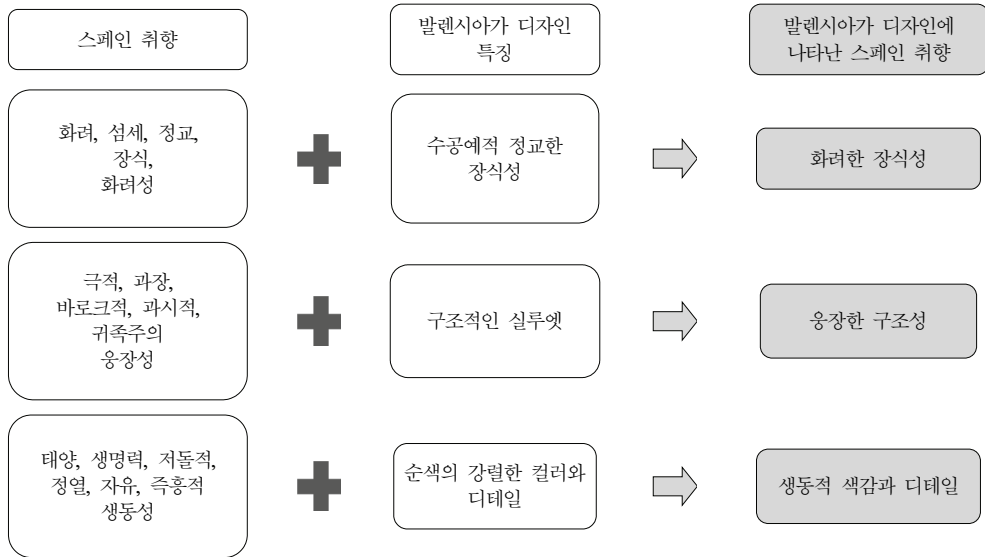 스페인 취향
발렌시아가 디자인
특징
발렌시아가 디자인에
나타난 스페인 취향
화려, 섬세, 정교,
장식,
화려성
수공예적 정교한
장식성
화려한 장식성
극적, 과장,
바로크적, 과시적,
귀족주의
웅장성
구조적인 실루엣
웅장한 구조성
태양, 생명력, 저돌적,
정열, 자유, 즉흥적
생동성
순색의 강렬한 컬러와
디테일
생동적 색감과 디테일